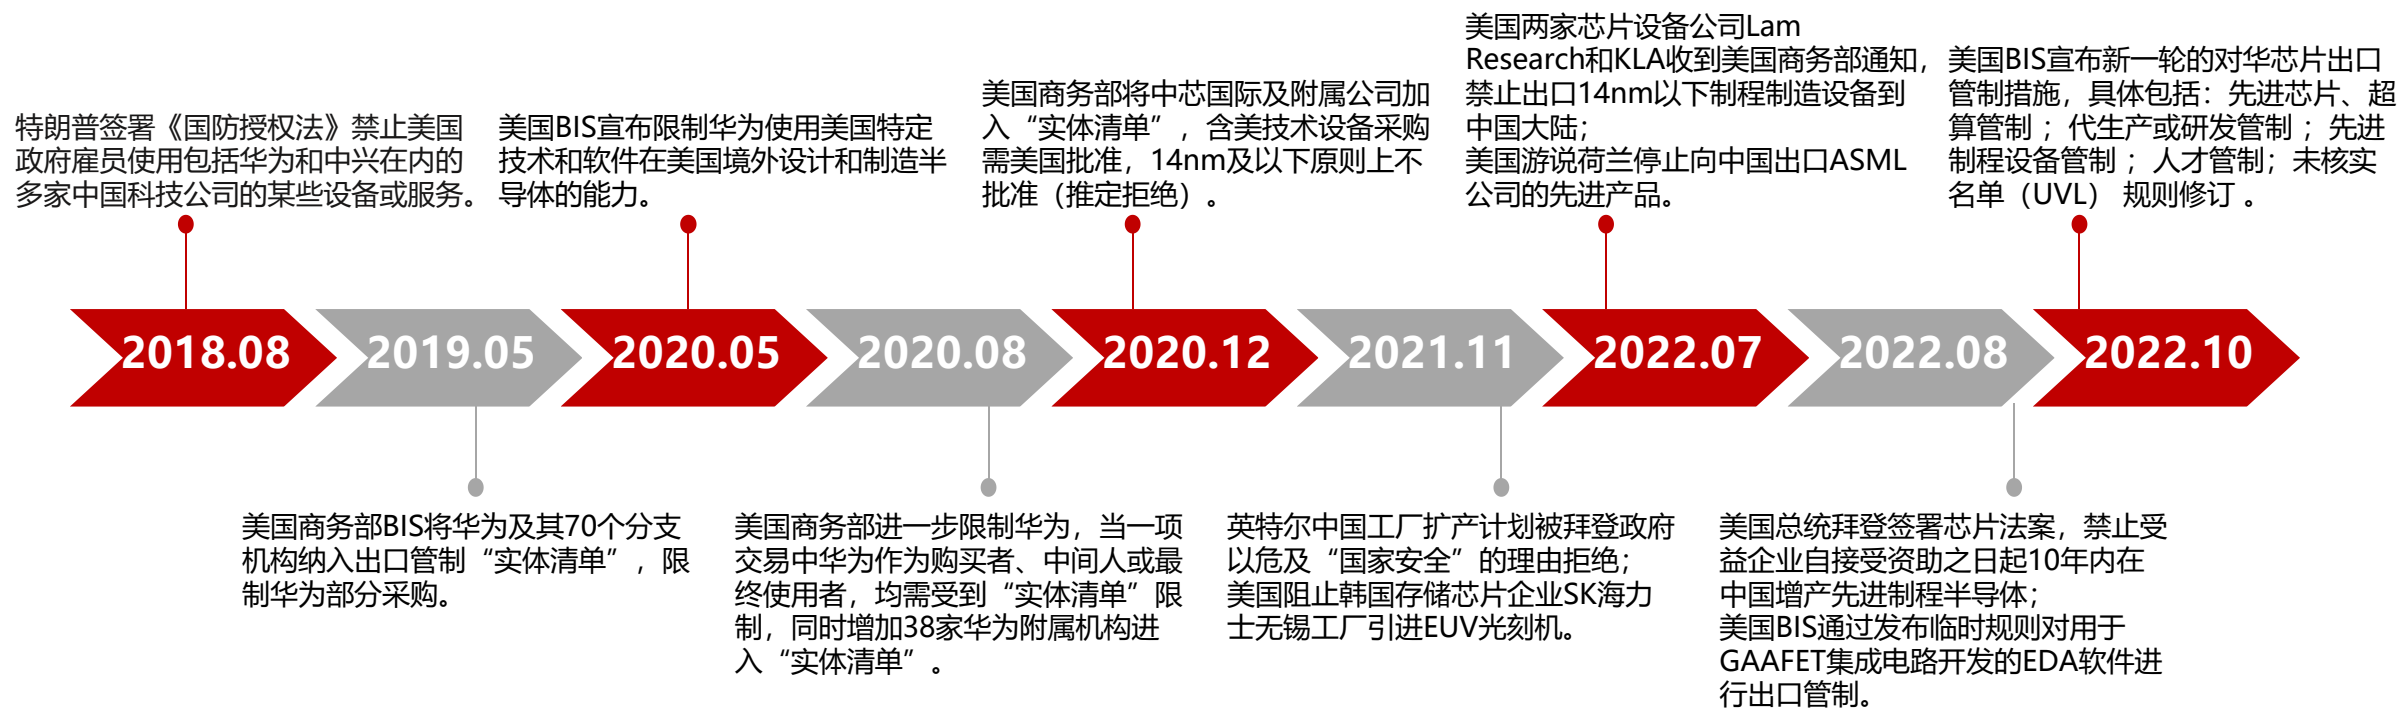 特朗普签署《国防授权法》禁止美国
政府雇员使用包括华为和中兴在内的
多家中国科技公司的某些设备或服务。
美国BIS宣布限制华为使用美国特定
技术和软件在美国境外设计和制造半
导体的能力。
美国商务部将中芯国际及附属公司加
入“实体清单”，含美技术设备采购
需美国批准，14nm及以下原则上不
批准（推定拒绝）。
美国两家芯片设备公司Lam
Research和KLA收到美国商务部通知，
禁止出口14nm以下制程制造设备到
中国大陆；
美国游说荷兰停止向中国出口ASML
公司的先进产品。
美国BIS宣布新一轮的对华芯片出口
管制措施，具体包括：先进芯片、超
算管制 ；代生产或研发管制 ；先进
制程设备管制 ；人才管制；未核实
名单（UVL） 规则修订 。
2018.08
2019.05
2020.05
2020.08
2020.12
2021.11
2022.07
2022.08
2022.10
美国商务部BIS将华为及其70个分支
机构纳入出口管制“实体清单”，限
制华为部分采购。
美国商务部进一步限制华为，当一项
交易中华为作为购买者、中间人或最
终使用者，均需受到“实体清单”限
制，同时增加38家华为附属机构进
入“实体清单”。
英特尔中国工厂扩产计划被拜登政府
以危及“国家安全”的理由拒绝；
美国阻止韩国存储芯片企业SK海力
士无锡工厂引进EUV光刻机。
美国总统拜登签署芯片法案，禁止受
益企业自接受资助之日起10年内在
中国增产先进制程半导体；
美国BIS通过发布临时规则对用于
GAAFET集成电路开发的EDA软件进
行出口管制。